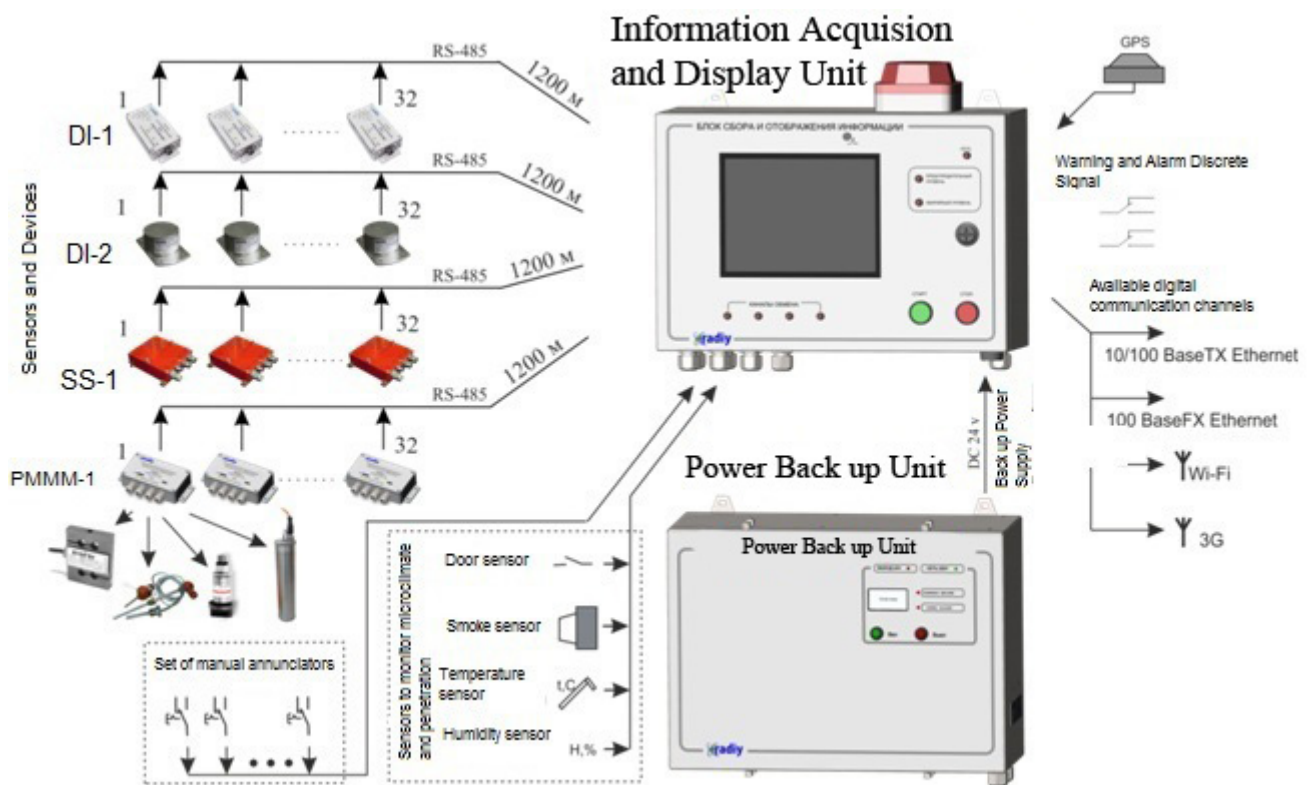 Information Acquision
and Display Unit
GPS
RS-485
1200 м
1
32
DI-1
БЛОК СБОРА И ОТОБРАЖЕНИЯ ИНФОРМАЦИИ
Warning and Alarm Discrete
Signal
RS-485
1200 м
1
32
DI-2
Sensors and Devices
RS-485
1200 м
1
32
SS-1
СТАРТ
СТОП
КАНАЛЫ ОБМЕНА
radiy
Available digital
communication channels
10/100 BaseTX Ethernet
100 BaseFX Ethernet
Wi-Fi
3G
RS-485
1200 м
1
32
PMMM-1
DC 24 v
Back up Power
Supply
Power Back up Unit
Power Back up Unit
radiy
Sensors to monitor microclimate
and penetration
Door sensor
Smoke sensor
Temperature
sensor
t,C
Humidity sensor
H,%
Set of manual annunciators